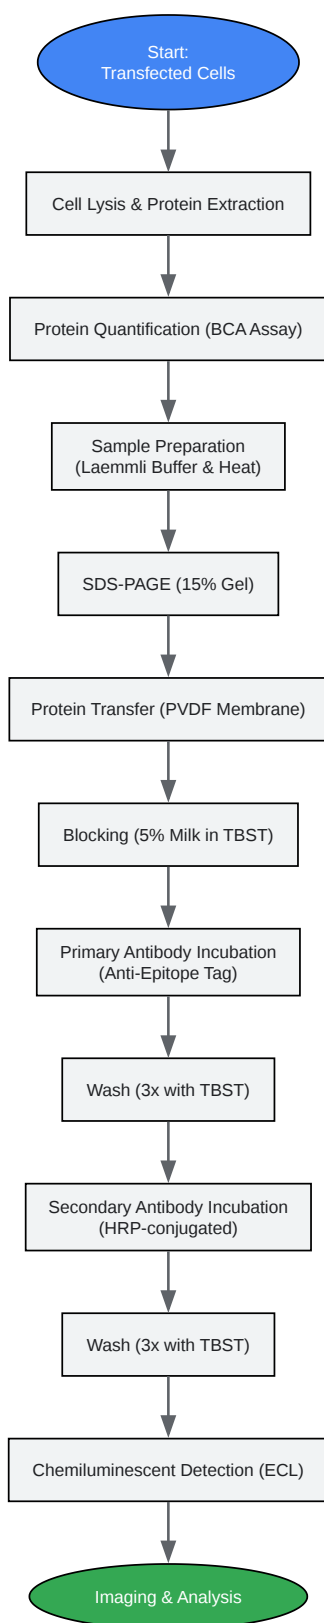 Start:
Transfected Cells
Cell Lysis & Protein Extraction
Protein Quantification (BCA Assay)
Sample Preparation
(Laemmli Buffer & Heat)
SDS-PAGE (15% Gel)
Protein Transfer (PVDF Membrane)
Blocking (5% Milk in TBST)
Primary Antibody Incubation
(Anti-Epitope Tag)
Wash (3x with TBST)
Secondary Antibody Incubation
(HRP-conjugated)
Wash (3x with TBST)
Chemiluminescent Detection (ECL)
Imaging & Analysis